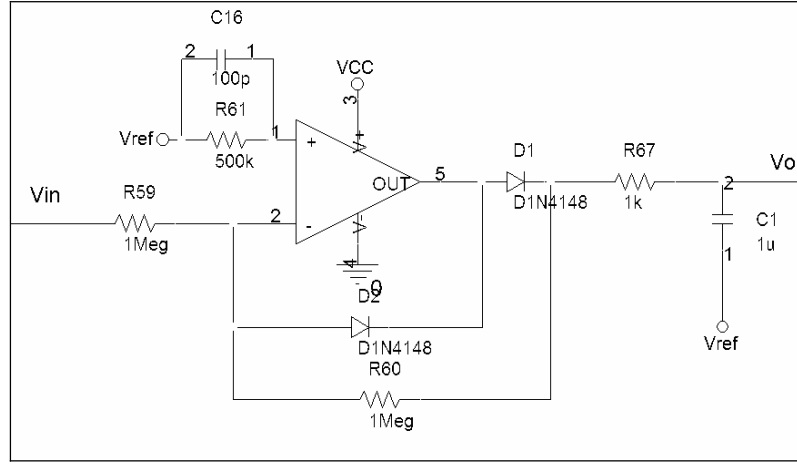 C16
2 1
100p
VCC
3
R61
Vref
500k
1
+
V+
D1
R67
Vo
OUT
5
2
D1N4148
1k
Vin
R59
1Meg
2
-
V-
C1
1u
1
4
0
D2
D1N4148
Vref
R60
1Meg